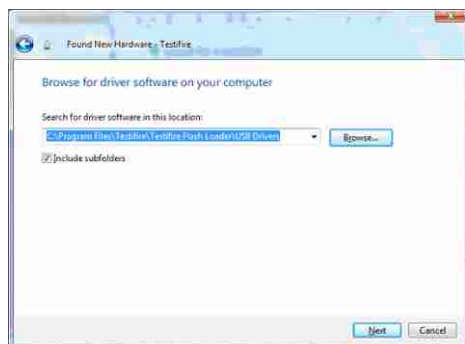 Found New Hardware - Testifire
Browse for driver software on your computer
Search for driver software in this location:
C:\Program Files\Testifire\Testifire Flash Loader\USB Drivers
Browse...
Include subfolders
Next
Cancel